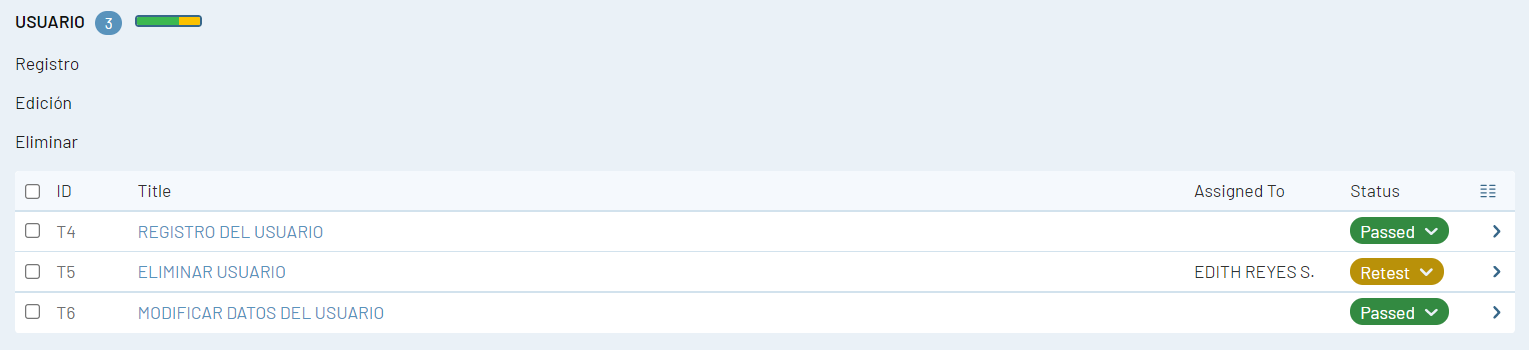 USUARIO 3
Registro
Edición
Eliminar
ID Title Assigned To Status
T4 REGISTRO DEL USUARIO Passed
T5 ELIMINAR USUARIO EDITH REYES S. Retest
T6 MODIFICAR DATOS DEL USUARIO Passed